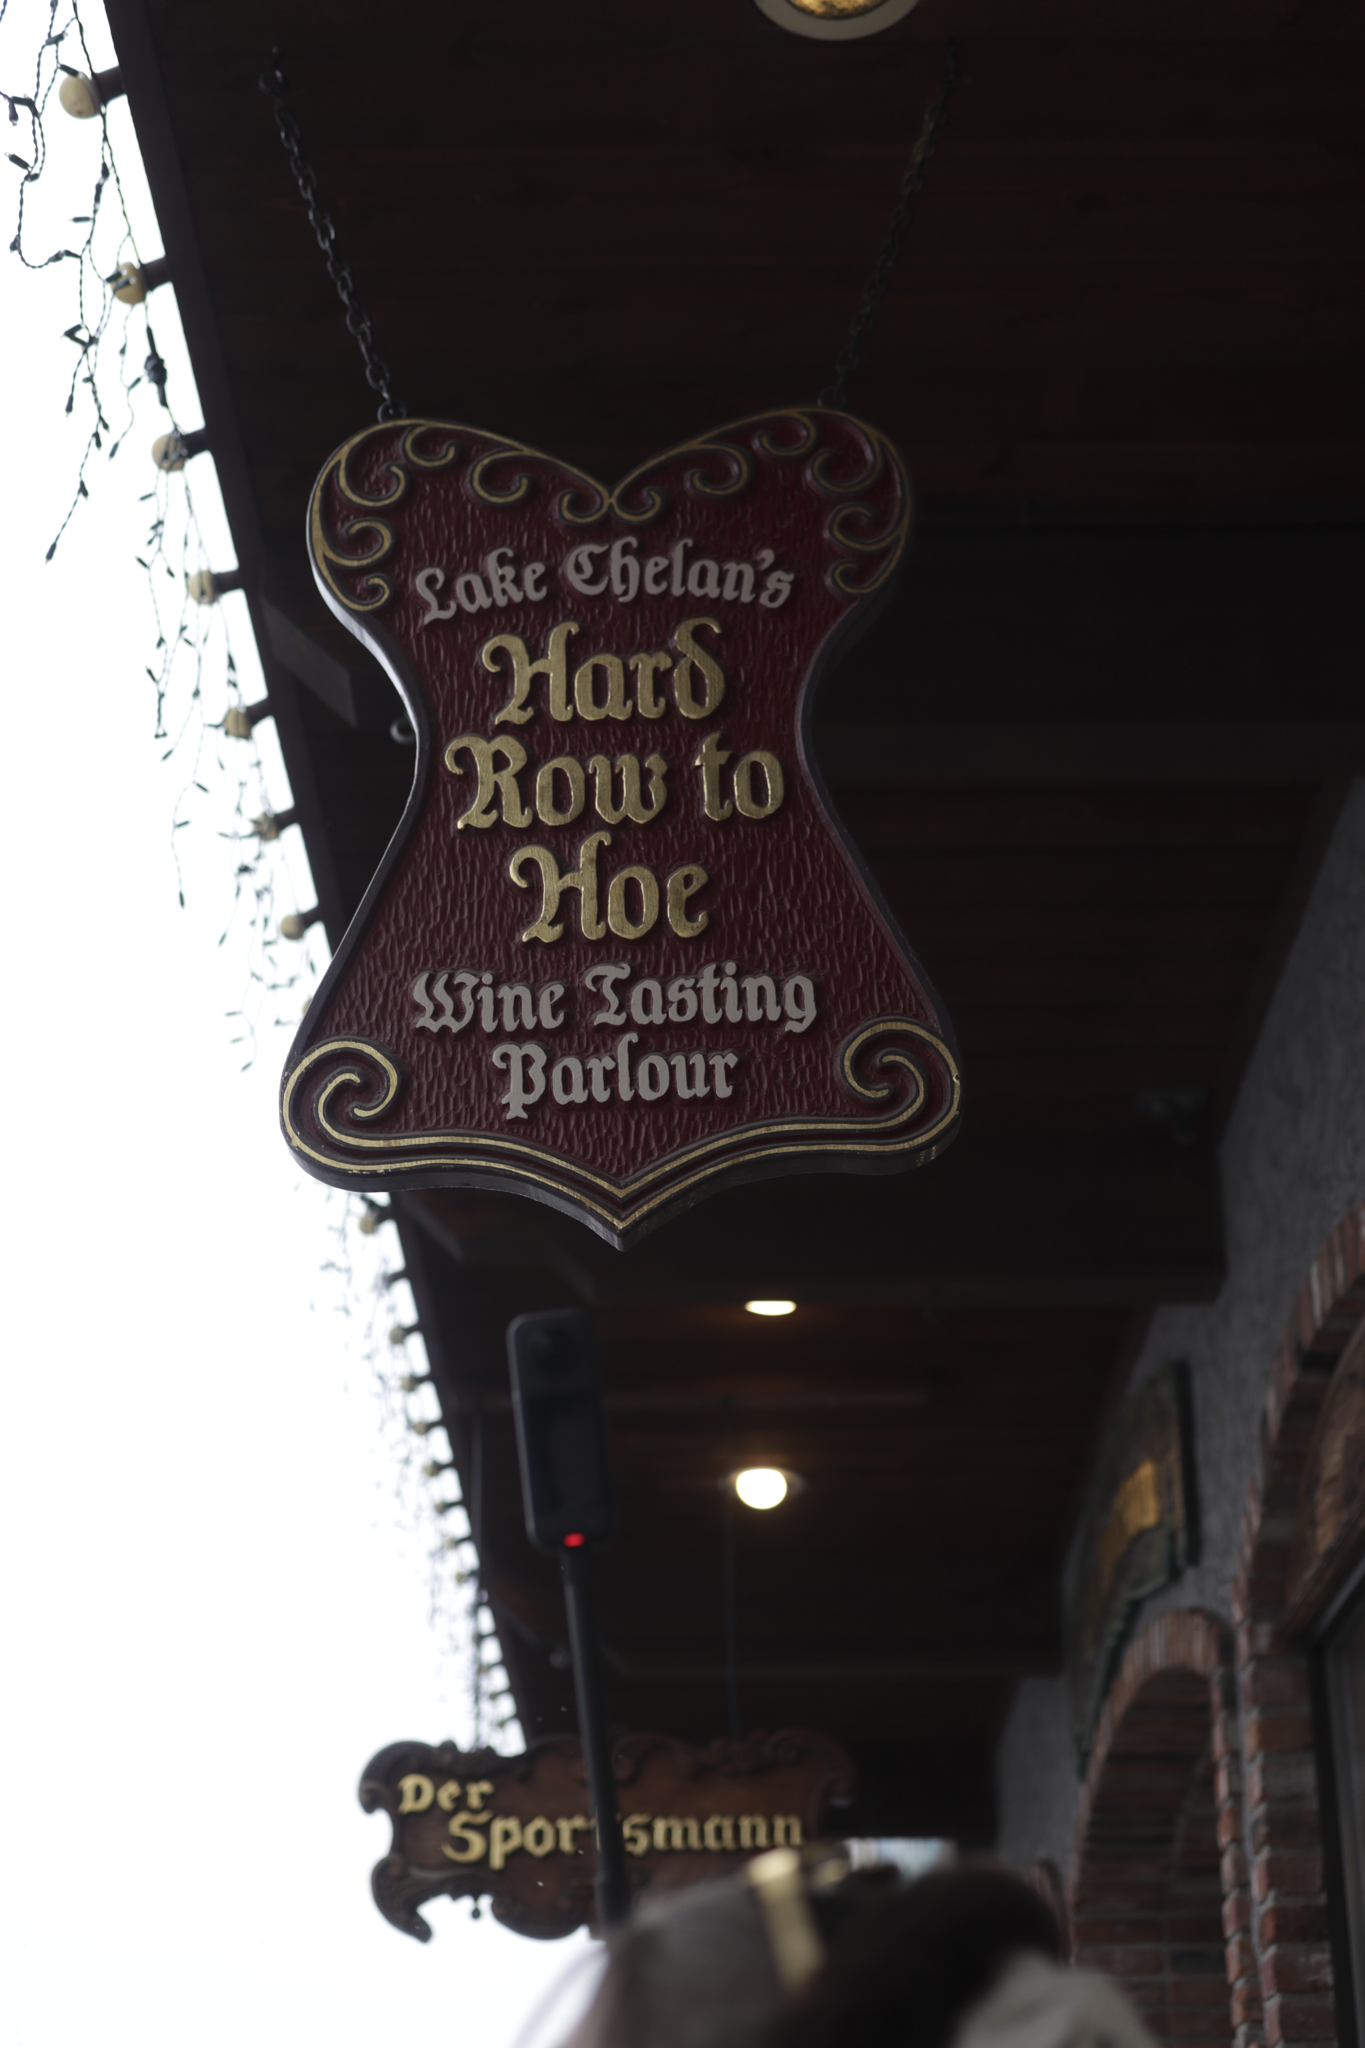 Lake Chelan's
Hard
Row to
Hoe
Wine Tasting
Parlour
Der
Sportsmann